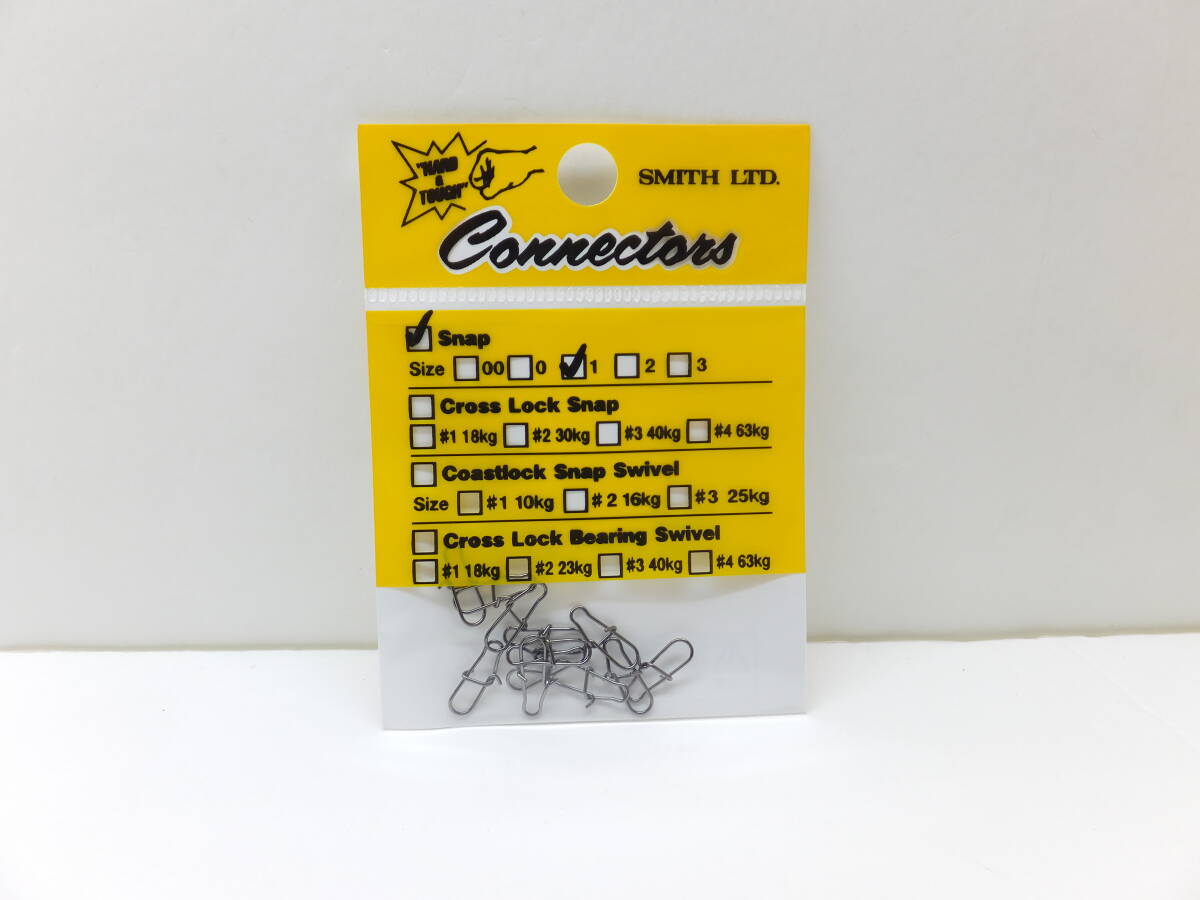 "HARD
&
TOUGH"
SMITH LTD.
Connectors
Snap
Size 00 0 1 2 3
Cross Lock Snap
#1 18kg #2 30kg #3 40kg #4 63kg
Coastlock Snap Swivel
Size #1 10kg #2 16kg #3 25kg
Cross Lock Bearing Swivel
#1 18kg #2 23kg #3 40kg #4 63kg